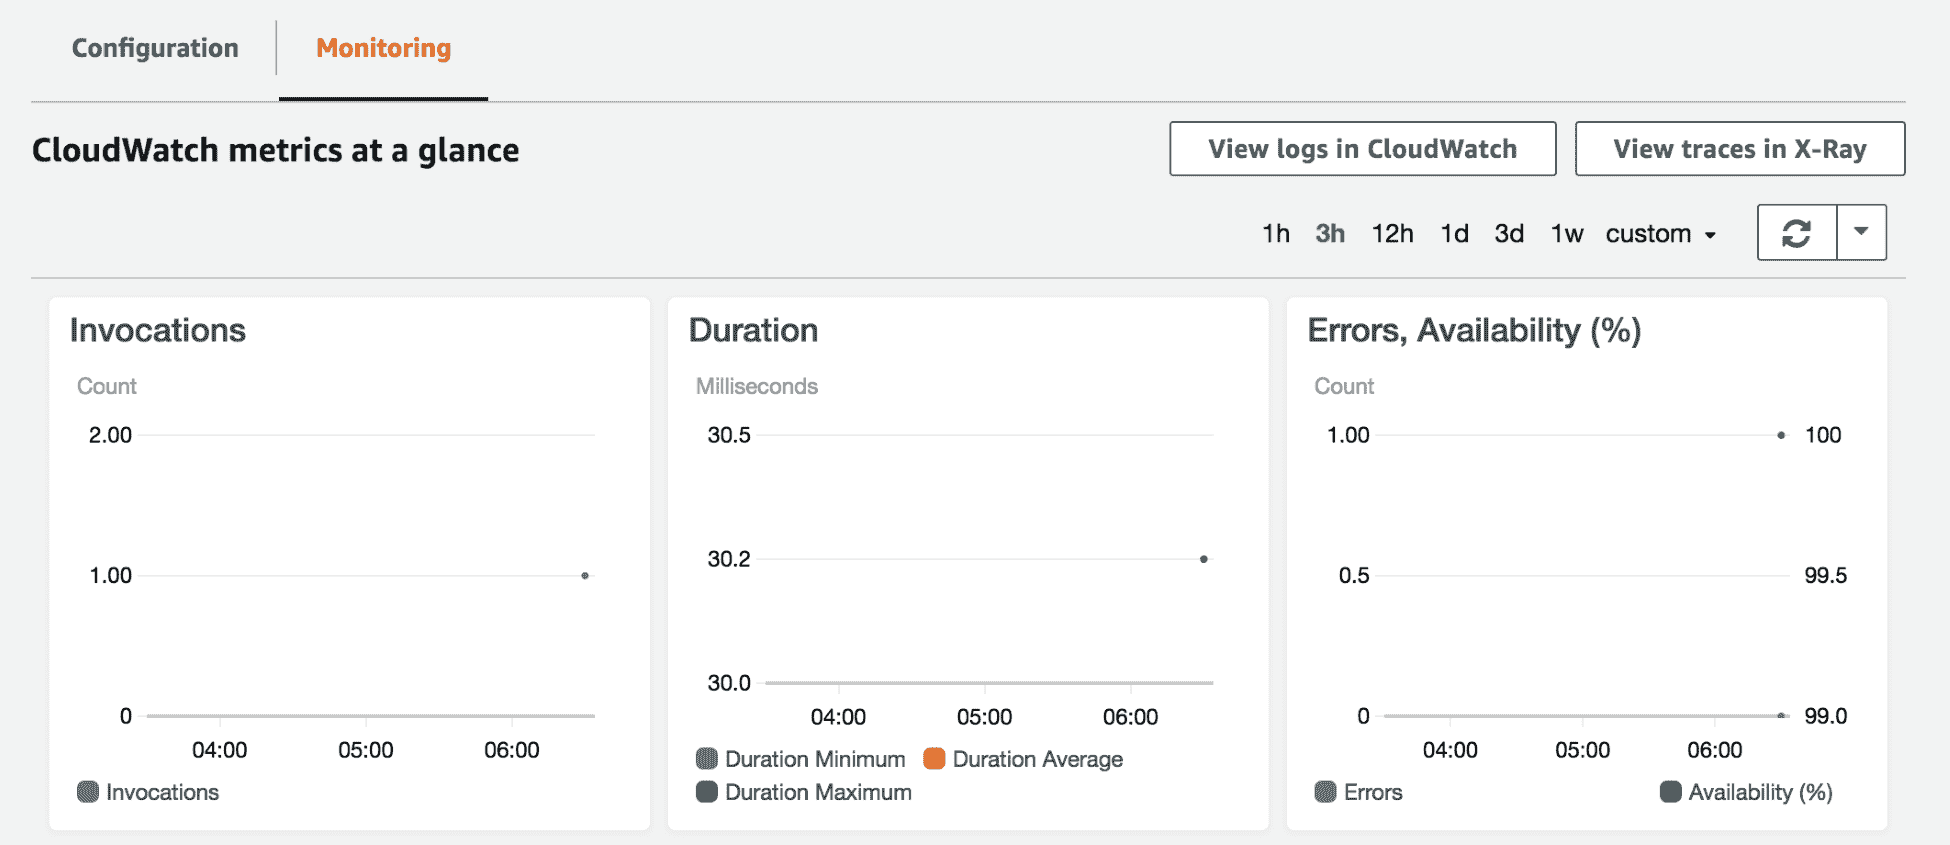 Configuration
Monitoring
CloudWatch metrics at a glance
View logs in CloudWatch
View traces in X-Ray
1h 3h 12h 1d 3d 1w custom
Invocations
Count
2.00
1.00
0
04:00 05:00 06:00
Invocations
Duration
Milliseconds
30.5
30.2
30.0
04:00 05:00 06:00
Duration Minimum Duration Average
Duration Maximum
Errors, Availability (%)
Count
1.00 100
0.5 99.5
0 99.0
04:00 05:00 06:00
Errors Availability (%)